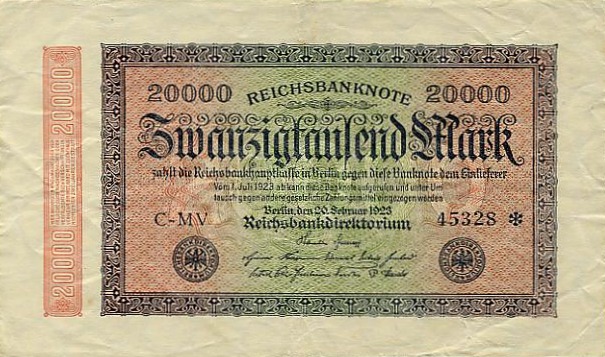 20000
20000 REICHSBANKNOTE 20000
Zwanzigtausend Mark
zahlt die Reichsbankhauptkasse in Berlin gegen diese Banknote dem Einlieferer
Vom 1. Juli 1923 ab kann diese Banknote aufgerufen und unter Um-
tausch gegen andere gesetzliche Zahlungsmittel eingezogen werden
Berlin, den 20. Februar 1923
C-MV 45328 *
Reichsbankdirektorium
20000